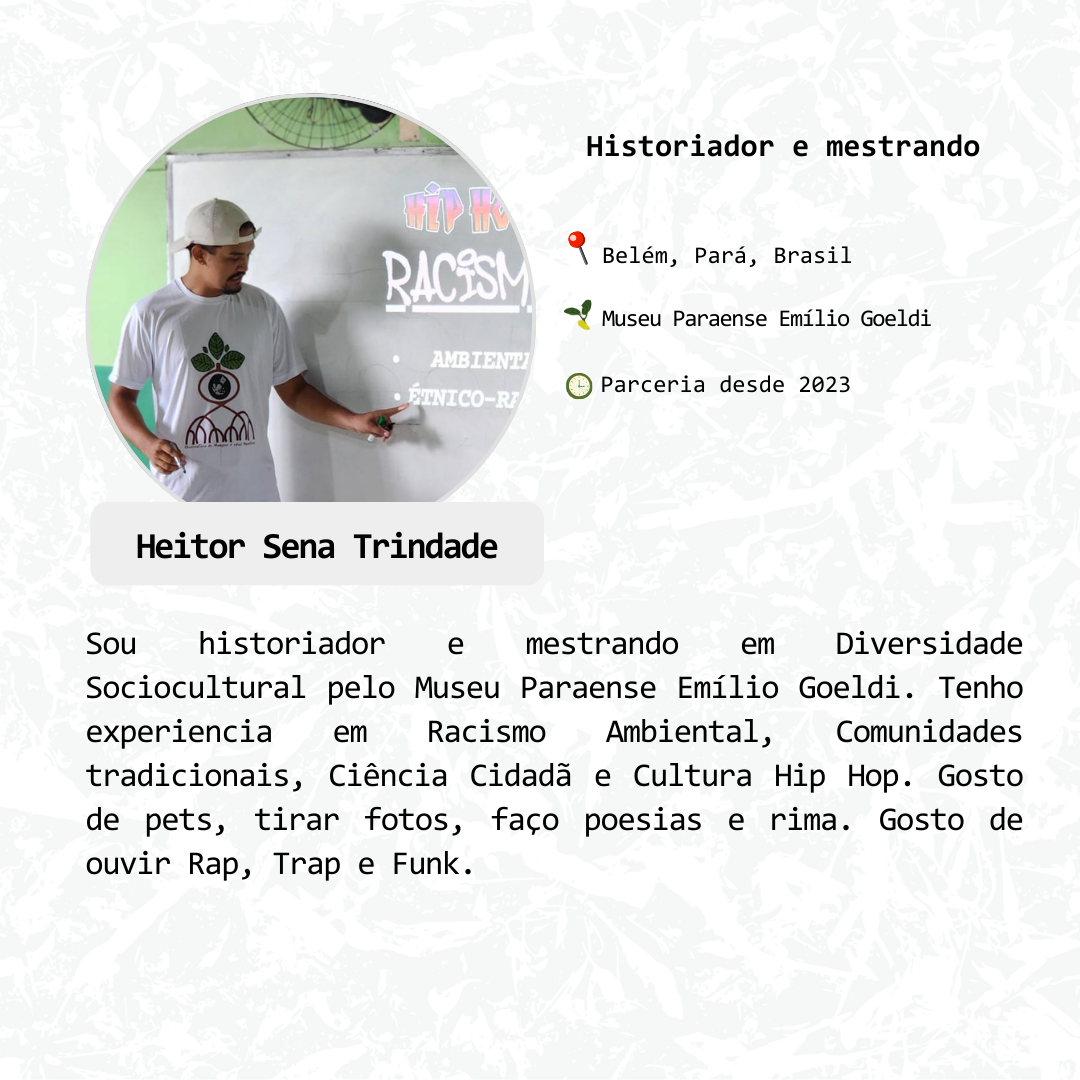 Historiador e mestrando
HiP Ho
RACiSM
Belém, Pará, Brasil
Museu Paraense Emílio Goeldi
• AMBIENTA
• ÉTNICO-RA
Parceria desde 2023
Heitor Sena Trindade
Sou historiador e mestrando em Diversidade
Sociocultural pelo Museu Paraense Emílio Goeldi. Tenho
experiencia em Racismo Ambiental, Comunidades
tradicionais, Ciência Cidadã e Cultura Hip Hop. Gosto
de pets, tirar fotos, faço poesias e rima. Gosto de
ouvir Rap, Trap e Funk.